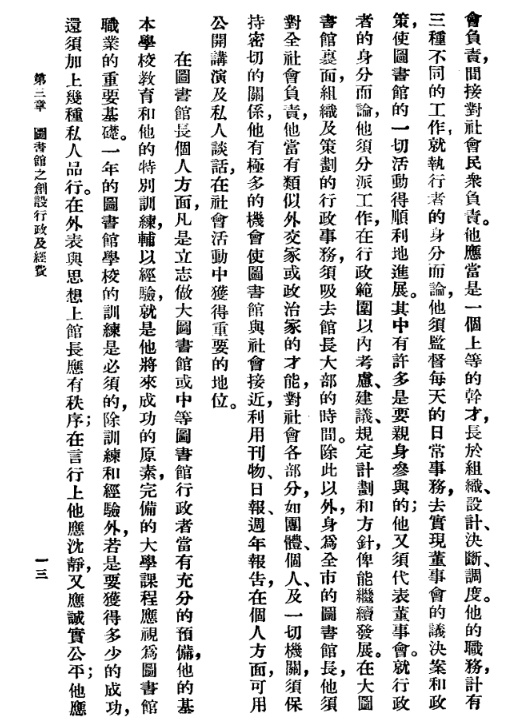 會負責，間接對社會民衆負責。他應當是一個上等的幹才，長於組織、設計、決斷、調度。他的職務計有
三種不同的工作，就執行者的身分而論，他須監督每天的日常事務，去實現董事會的議決案和政
策，使圖書館的一切活動得順利地進展。其中有許多是要親身參與的；他又須代表董事會。就行政
者的身分而論，他須分派工作，在行政範圍以內考慮、建議、規定計劃和方針，俾能繼續發展。在大圖
書館裏面，組織及策劃的行政事務，須吸去館長大部的時間。除此以外，身爲全市的圖書館長，他須
對全社會負責，他當有類似外交家或政治家的才能，對社會各部分，如團體、個人、及一切機關，須保
持密切的關係，他有極多的機會使圖書館與社會接近，利用刊物、日報、週年報告，在個人方面，可用
公開講演及私人談話，在社會活動中獲得重要的地位。
在圖書館長個人方面，凡是立志做大圖書館或中等圖書館行政者當有充分的預備，他的基
本學校教育和他的特別訓練，輔以經驗，就是他將來成功的原素，完備的大學課程應視爲圖書館
職業的重要基礎。一年的圖書館學校的訓練是必須的，除訓練和經驗外，若是要獲得多少的成功，
還須加上幾種私人品行。在外表與思想上館長應有秩序；在言行上他應沈靜，又應誠實公平；他應
第二章 圖書館之創設行政及經費 一三